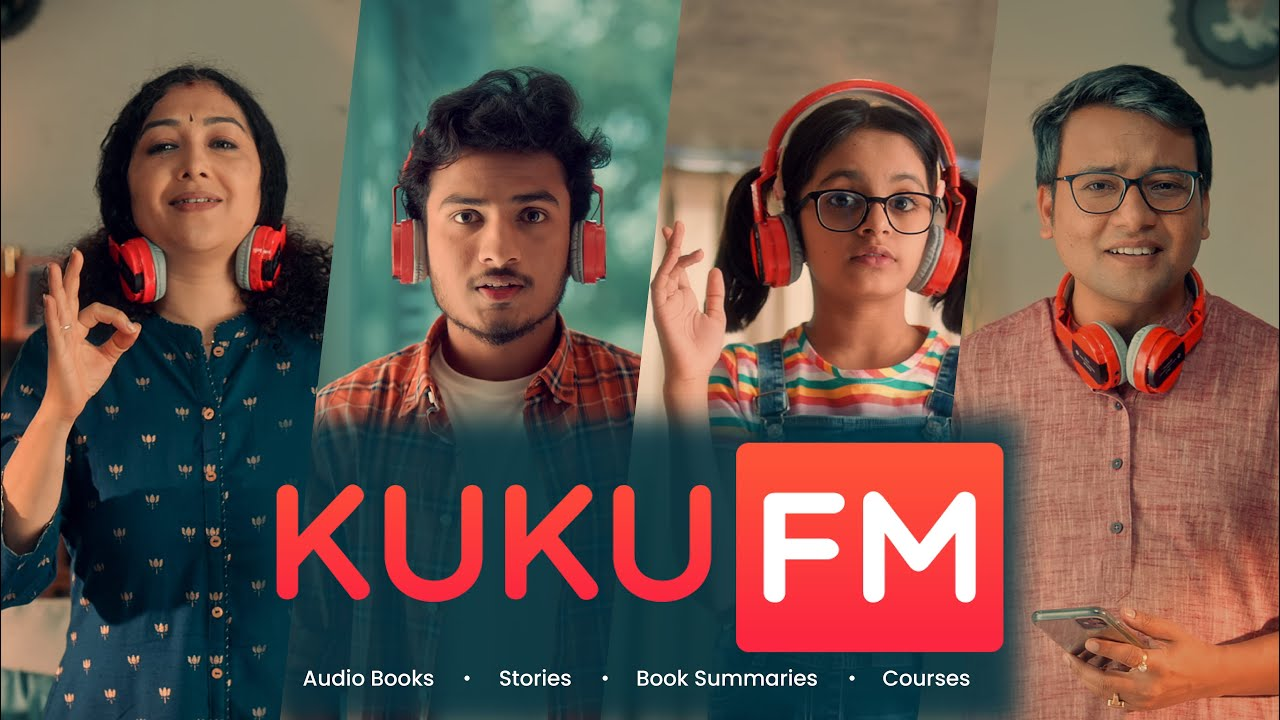 KUKU FM
Audio Books • Stories • Book Summaries • Courses